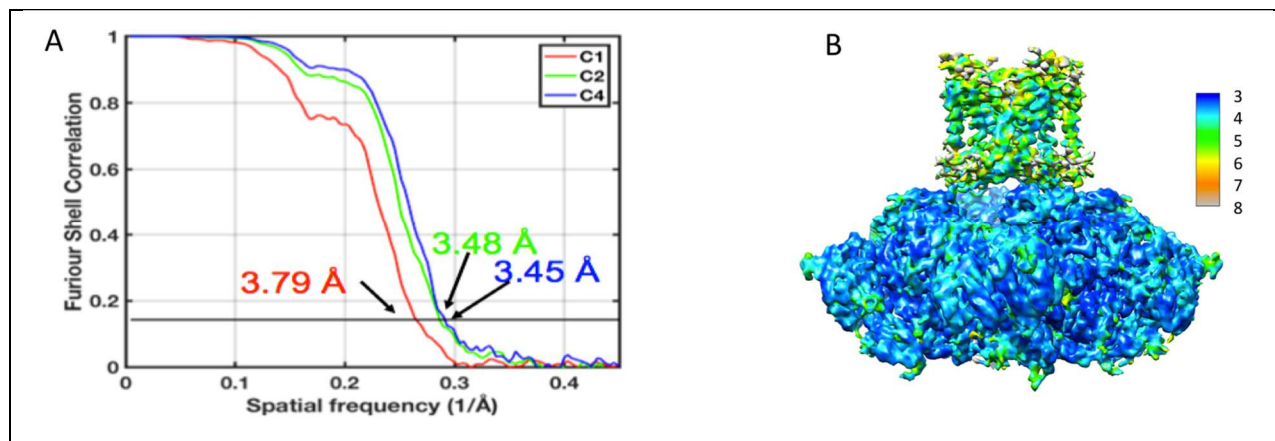 A
B
Furiour Shell Correlation
1
0.8
0.6
0.4
0.2
0
C1
C2
C4
3.48 Å
3.79 Å
3.45 Å
0
0.1
0.2
0.3
0.4
Spatial frequency (1/Å)
3
4
5
6
7
8